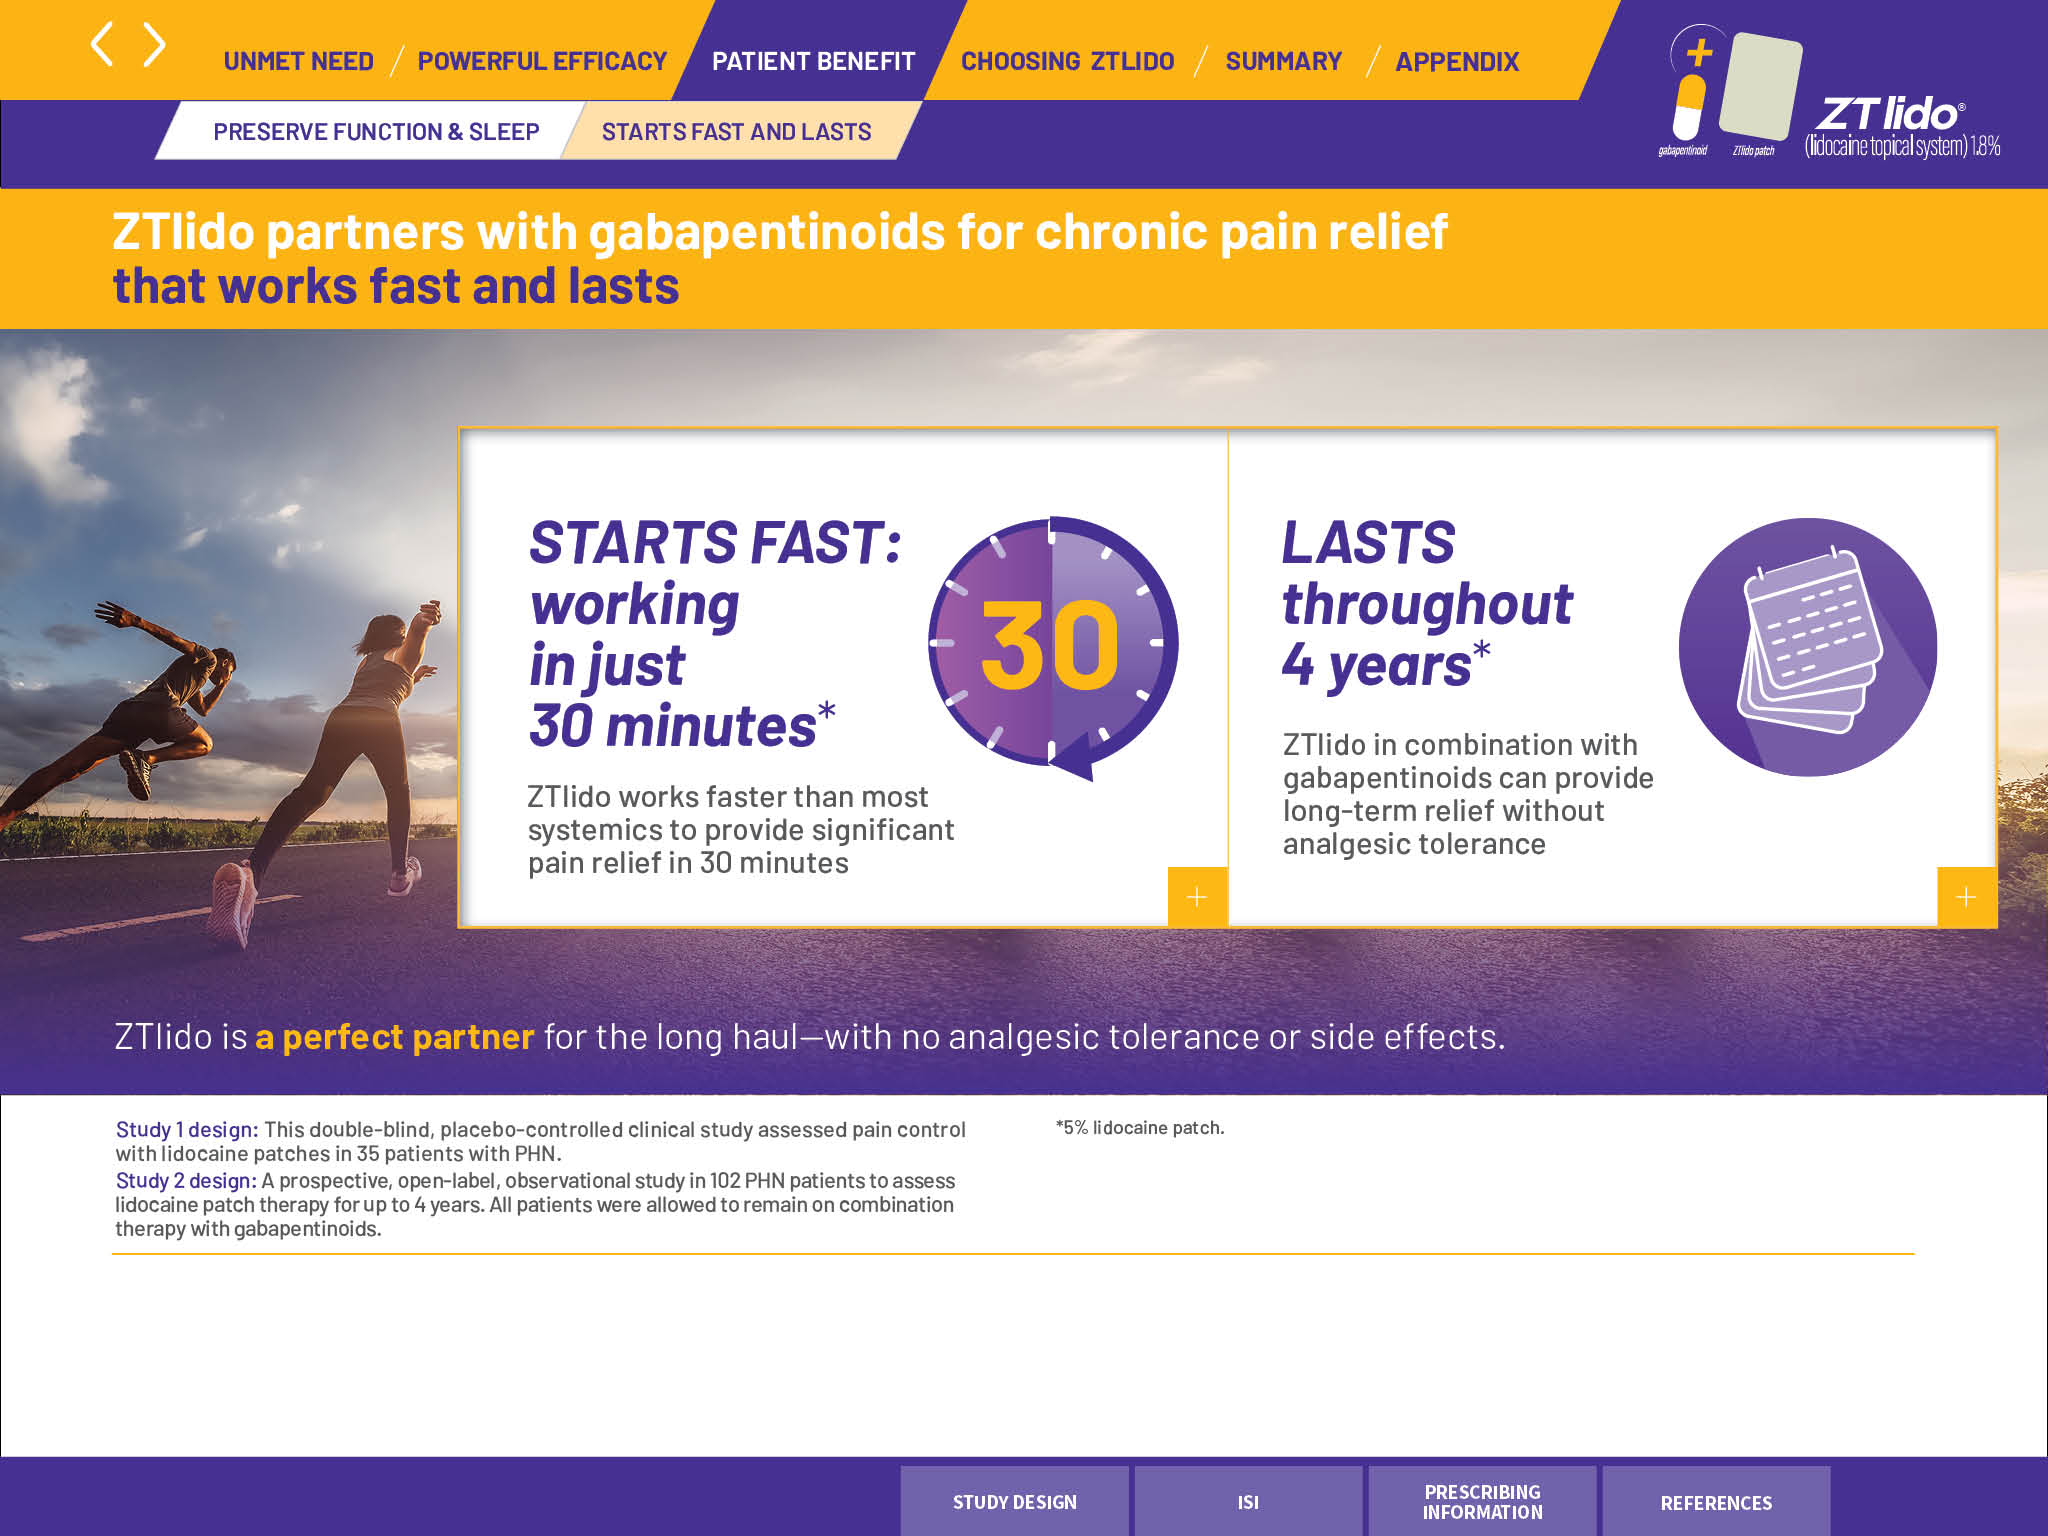 UNMET NEED / POWERFUL EFFICACY PATIENT BENEFIT CHOOSING ZTLIDO / SUMMARY / APPENDIX
PRESERVE FUNCTION & SLEEP STARTS FAST AND LASTS
gabapentinoid ZTlido patch
ZTlido®
(lidocaine topical system) 1.8%
ZTlido partners with gabapentinoids for chronic pain relief
that works fast and lasts
STARTS FAST:
working
in just
30 minutes*
30
ZTlido works faster than most
systemics to provide significant
pain relief in 30 minutes
LASTS
throughout
4 years*
ZTlido in combination with
gabapentinoids can provide
long-term relief without
analgesic tolerance
ZTlido is a perfect partner for the long haul—with no analgesic tolerance or side effects.
Study 1 design: This double-blind, placebo-controlled clinical study assessed pain control
with lidocaine patches in 35 patients with PHN.
Study 2 design: A prospective, open-label, observational study in 102 PHN patients to assess
lidocaine patch therapy for up to 4 years. All patients were allowed to remain on combination
therapy with gabapentinoids.
*5% lidocaine patch.
STUDY DESIGN
ISI
PRESCRIBING
INFORMATION
REFERENCES